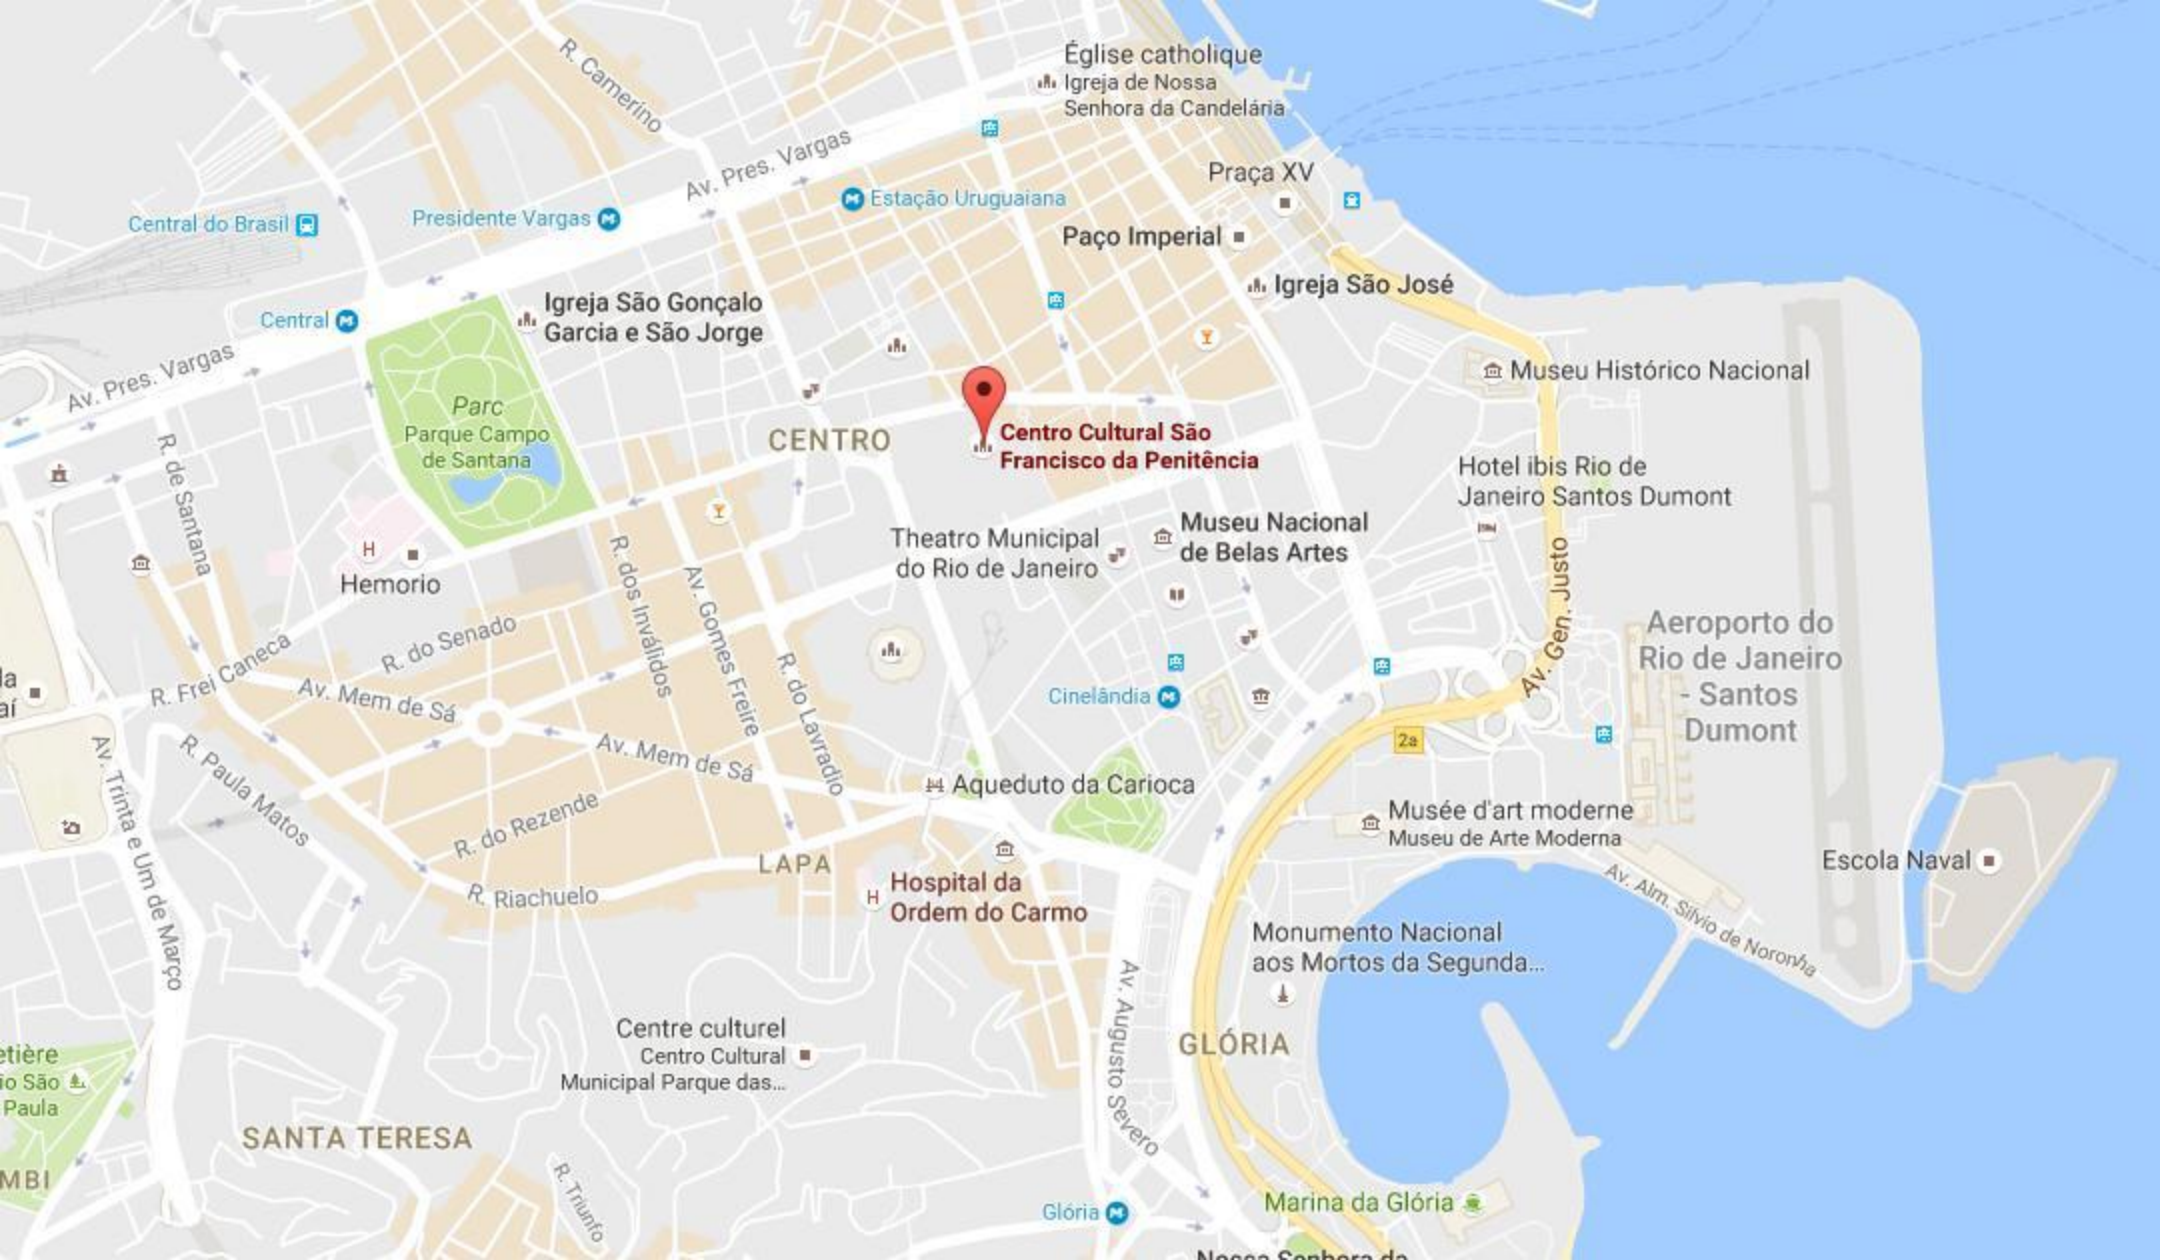 R. Camerino
Église catholique
Igreja de Nossa
Senhora da Candelária
Av. Pres. Vargas
Praça XV
Estação Uruguaiana
Presidente Vargas
Central do Brasil
Paço Imperial
Igreja São José
Igreja São Gonçalo
Garcia e São Jorge
Central
Av. Pres. Vargas
Museu Histórico Nacional
Parc
Parque Campo
de Santana
CENTRO
Centro Cultural São
Francisco da Penitência
Hotel ibis Rio de
Janeiro Santos Dumont
R. de Santana
Museu Nacional
de Belas Artes
Theatro Municipal
do Rio de Janeiro
H
Hemorio
R. dos Inválidos
Av. Gomes Freire
Av. Gen. Justo
Aeroporto do
Rio de Janeiro
- Santos
Dumont
R. do Senado
R. Frei Caneca
R. do Lavradio
Av. Mem de Sá
Cinelândia
2a
Av. Mem de Sá
R. Paula Matos
Av. Trinta e Um de Março
Aqueduto da Carioca
Musée d'art moderne
Museu de Arte Moderna
R. do Rezende
LAPA
Escola Naval
Av. Alm. Silvio de Noronha
R. Riachuelo
H
Hospital da
Ordem do Carmo
Monumento Nacional
aos Mortos da Segunda...
Av. Augusto Severo
Centre culturel
Centro Cultural
Municipal Parque das...
GLÓRIA
etière
io São
Paula
SANTA TERESA
MBI
R. Triunfo
Glória
Marina da Glória